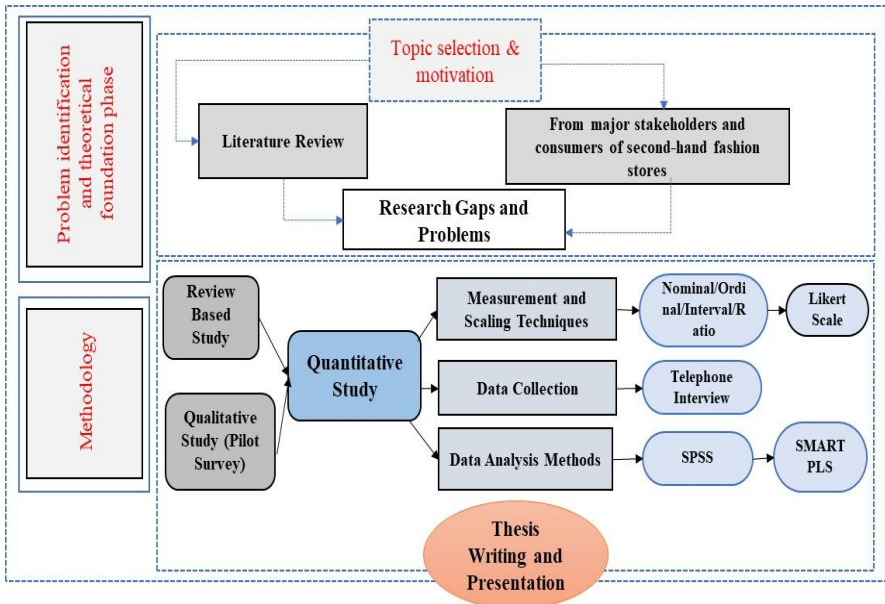 Problem identification
and theoretical
foundation phase
Topic selection &
motivation
Literature Review
From major stakeholders and
consumers of second-hand fashion
stores
Research Gaps and
Problems
Methodology
Review
Based
Study
Qualitative
Study (Pilot
Survey)
Quantitative
Study
Measurement and
Scaling Techniques
Nominal/Ordi
nal/Interval/R
atio
Likert
Scale
Data Collection
Telephone
Interview
Data Analysis Methods
SPSS
SMART
PLS
Thesis
Writing and
Presentation